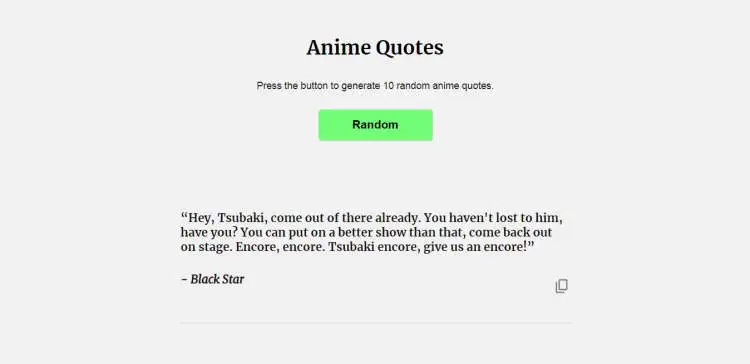 Anime Quotes
Press the button to generate 10 random anime quotes.
Random
“Hey, Tsubaki, come out of there already. You haven't lost to him,
have you? You can put on a better show than that, come back out
on stage. Encore, encore. Tsubaki encore, give us an encore!”
- Black Star